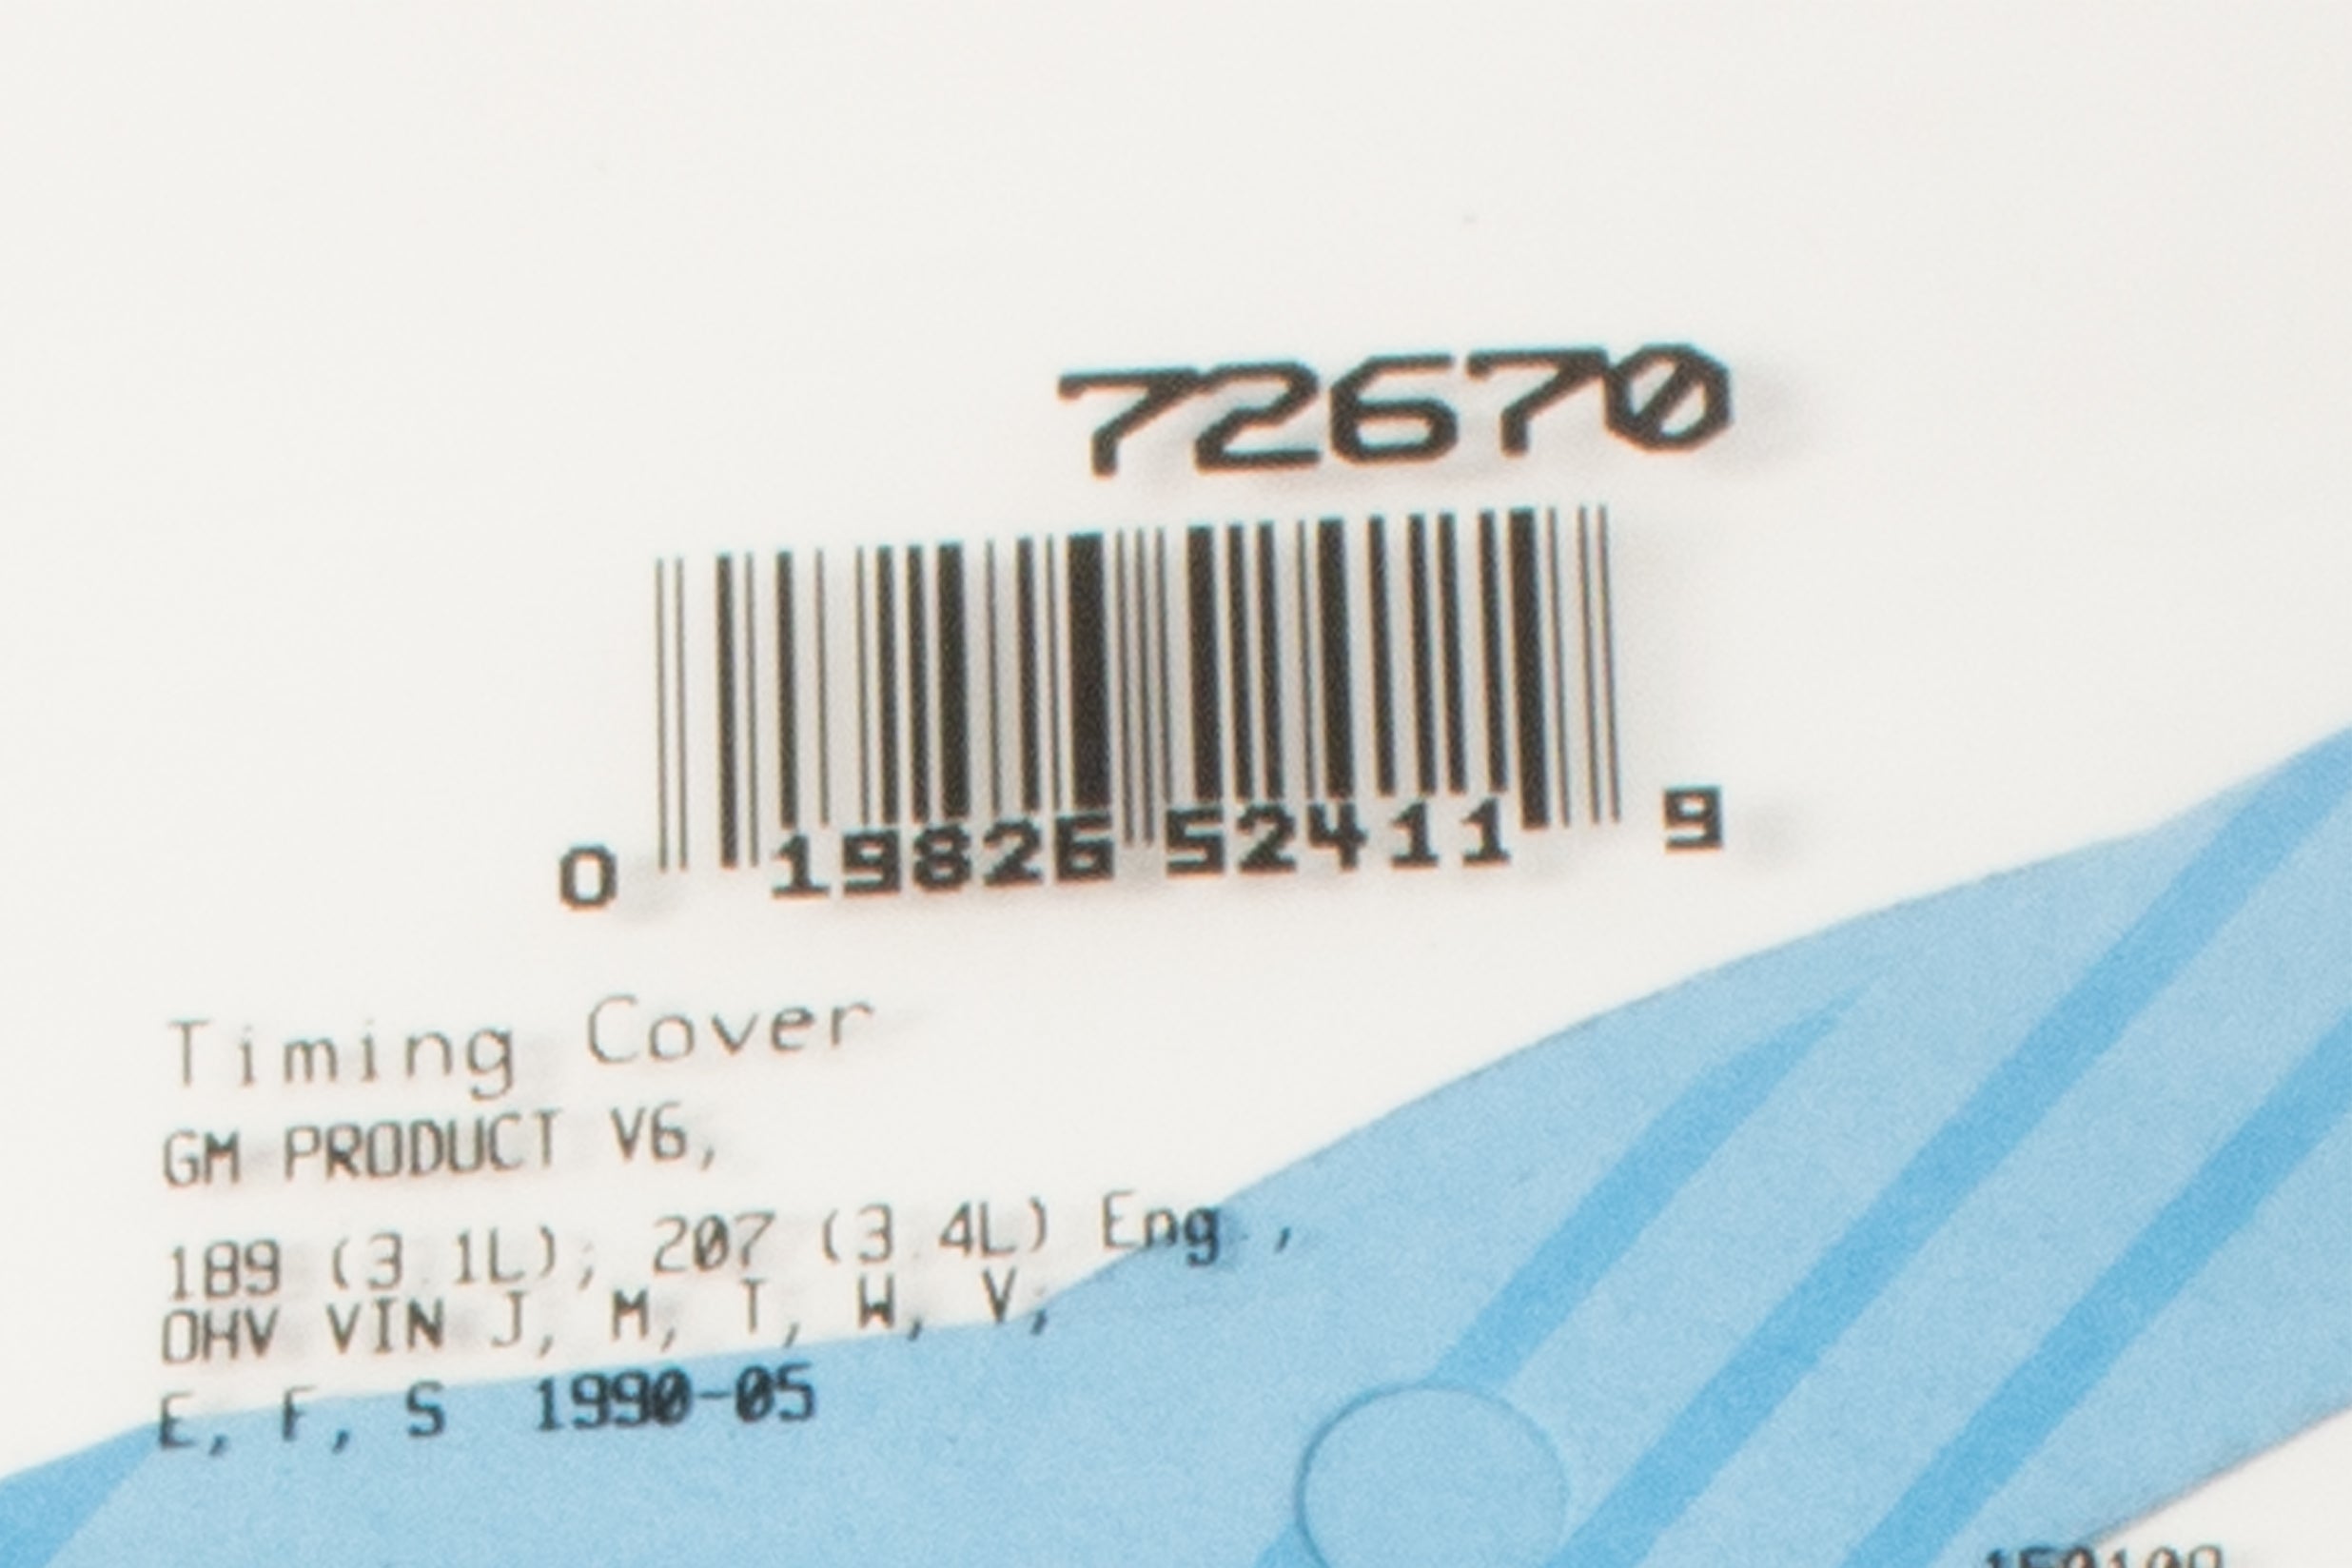 72670
0 19826 52411 9
Timing Cover
GM PRODUCT V6,
189 (3.1L); 207 (3.4L) Eng.,
OHV VIN J, M, T, W, V,
E, F, S 1990-05